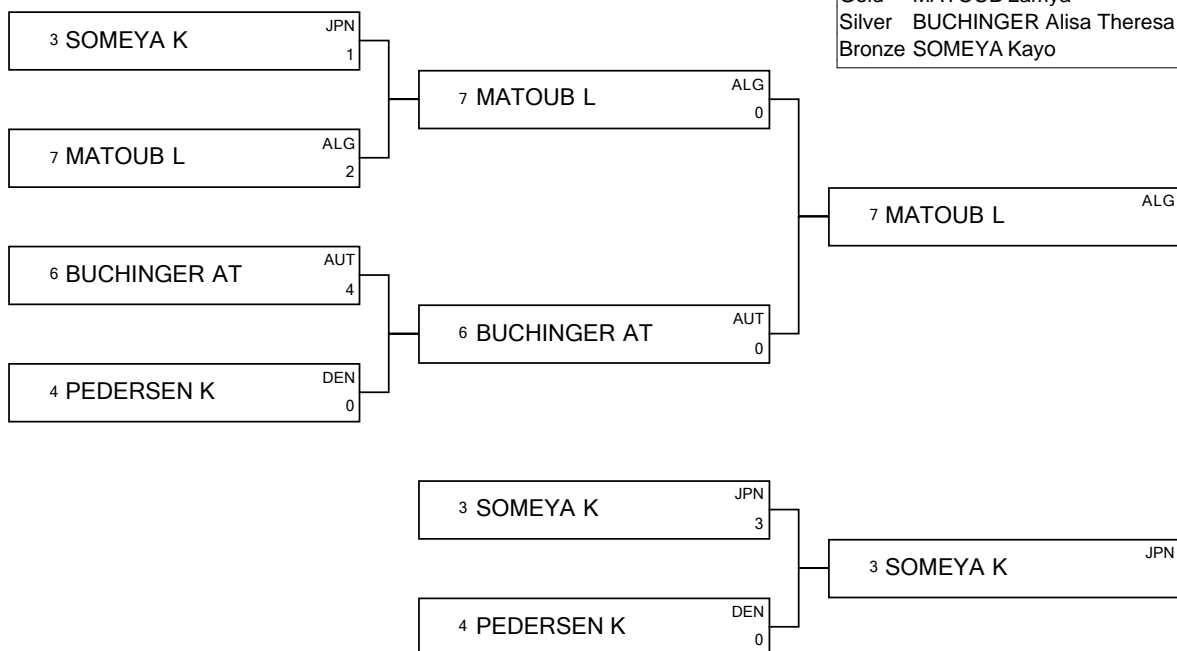 MATOUB Lamya
Silver BUCHINGER Alisa Theresa
Bronze SOMEYA Kayo
3 SOMEYA K JPN
1
7 MATOUB L ALG
2
7 MATOUB L ALG
0
7 MATOUB L ALG
6 BUCHINGER AT AUT
4
4 PEDERSEN K DEN
0
6 BUCHINGER AT AUT
0
3 SOMEYA K JPN
3
4 PEDERSEN K DEN
0
3 SOMEYA K JPN